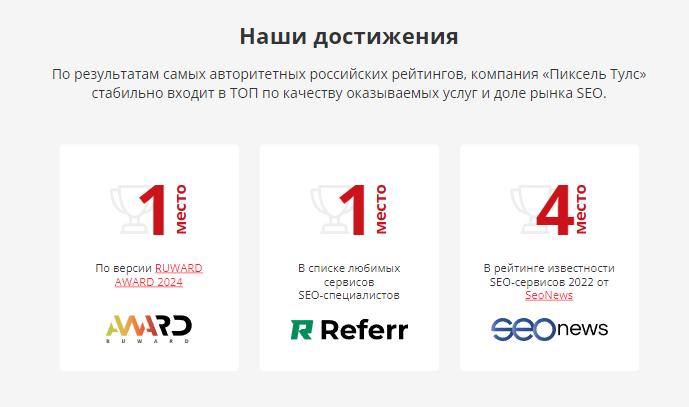 Наши достижения
По результатам самых авторитетных российских рейтингов, компания «Пиксель Тулс»
стабильно входит в ТОП по качеству оказываемых услуг и доле рынка SEO.
1 место
По версии RUWARD
AWARD 2024
AWARD
RUWARD
1 место
В списке любимых
сервисов
SEO-специалистов
Referr
4 место
В рейтинге известности
SEO-сервисов 2022 от
SeoNews
SEOnews